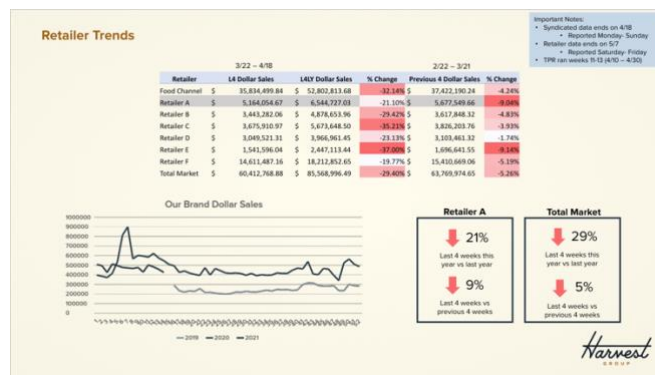 Important Notes:
• Syndicated data ends on 4/18
• Reported Monday- Sunday
• Retailer data ends on 5/7
• Reported Saturday- Friday
• TPR ran weeks 11-13 (4/10 – 4/30)
Retailer Trends
3/22 – 4/18 2/22 – 3/21
Retailer L4 Dollar Sales L4LY Dollar Sales % Change Previous 4 Dollar Sales % Change
Food Channel $ 35,834,499.84 $ 52,802,813.68 -32.14% $ 37,422,190.24 -4.24%
Retailer A $ 5,164,054.67 $ 6,544,727.03 -21.10% $ 5,677,549.66 -9.04%
Retailer B $ 3,443,282.06 $ 4,878,653.96 -29.42% $ 3,617,848.32 -4.83%
Retailer C $ 3,675,910.97 $ 5,673,648.50 -35.21% $ 3,826,203.76 -3.93%
Retailer D $ 3,049,521.31 $ 3,966,961.45 -23.13% $ 3,103,461.32 -1.74%
Retailer E $ 1,541,596.04 $ 2,447,113.44 -37.00% $ 1,696,641.55 -9.14%
Retailer F $ 14,611,487.16 $ 18,212,852.65 -19.77% $ 15,410,669.06 -5.19%
Total Market $ 60,412,768.88 $ 85,568,996.49 -29.40% $ 63,769,974.65 -5.26%
Our Brand Dollar Sales
1000000
900000
800000
700000
600000
500000
400000
300000
200000
100000
0
2019 2020 2021
Retailer A
21%
Last 4 weeks this
year vs last year
9%
Last 4 weeks vs
previous 4 weeks
Total Market
29%
Last 4 weeks this
year vs last year
5%
Last 4 weeks vs
previous 4 weeks
Harvest
GROUP